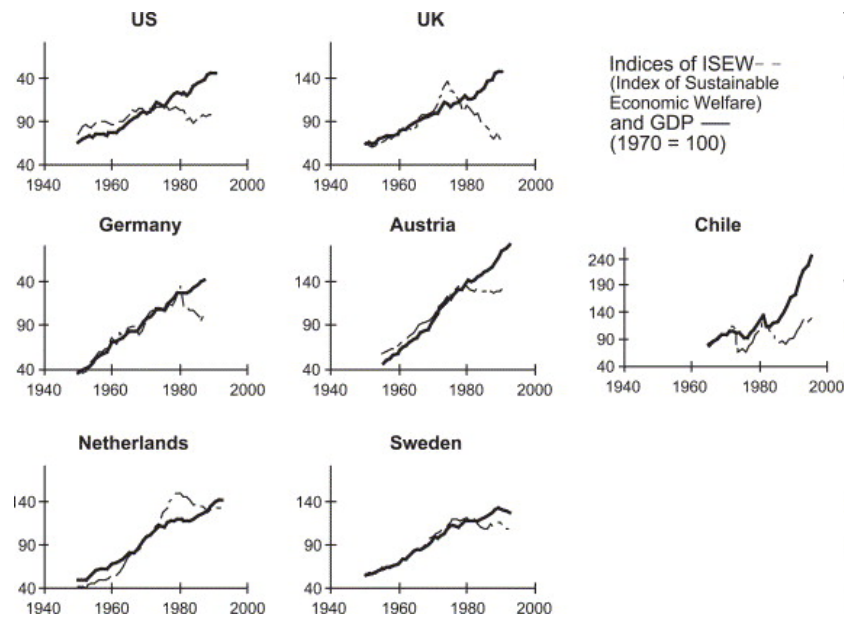 US
UK
40
90
40
1940 1960 1980 2000
140
90
40
1940 1960 1980 2000
Indices of ISEW- -
(Index of Sustainable
Economic Welfare)
and GDP —
(1970 = 100)
Germany
Austria
Chile
40
90
40
1940 1960 1980 2000
140
90
40
1940 1960 1980 2000
240
190
140
90
40
1940 1960 1980 2000
Netherlands
Sweden
140
90
40
1940 1960 1980 2000
140
90
40
1940 1960 1980 2000